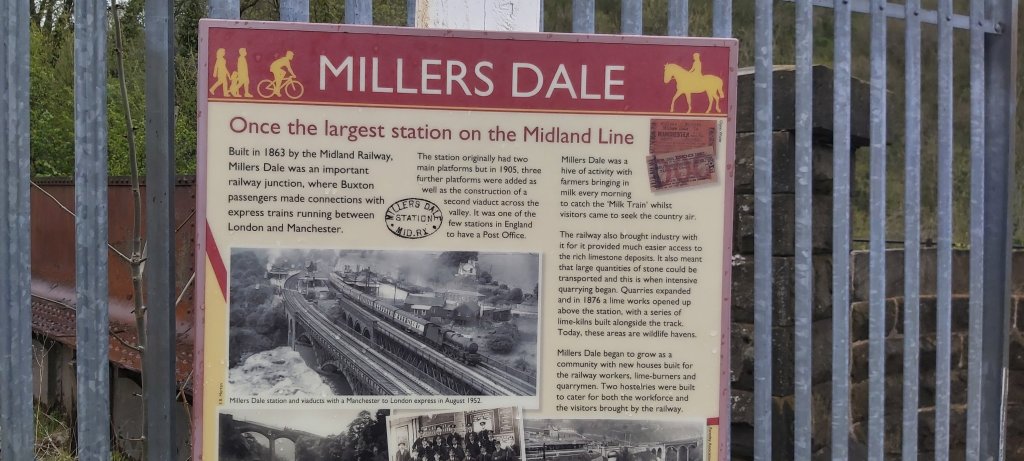 MILLERS DALE
Once the largest station on the Midland Line
Built in 1863 by the Midland Railway,
Millers Dale was an important
railway junction, where Buxton
passengers made connections with
express trains running between
London and Manchester.
The station originally had two
main platforms but in 1905, three
further platforms were added as
well as the construction of a
second viaduct across the
valley. It was one of the
few stations in England
to have a Post Office.
MILLERS DALE
STATION
MID. RY
Millers Dale was a
hive of activity with
farmers bringing in
milk every morning
to catch the 'Milk Train' whilst
visitors came to seek the country air.
The railway also brought industry with
it for it provided much easier access to
the rich limestone deposits. It also meant
that large quantities of stone could be
transported and this is when intensive
quarrying began. Quarries expanded
and in 1876 a lime works opened up
above the station, with a series of
lime-kilns built alongside the track.
Today, these areas are wildlife havens.
Millers Dale began to grow as a
community with new houses built for
the railway workers, lime-burners and
quarrymen. Two hostelries were built
to cater for both the workforce and
the visitors brought by the railway.
MANCHESTER
Millers Dale station and viaducts with a Manchester to London express in August 1952.